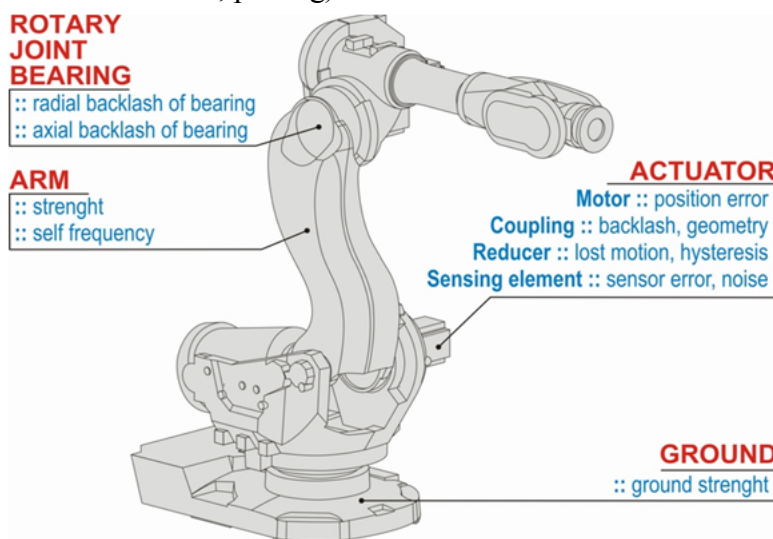 ROTARY
JOINT
BEARING
:: radial backlash of bearing
:: axial backlash of bearing
ARM
:: strenght
:: self frequency
ACTUATOR
Motor :: position error
Coupling :: backlash, geometry
Reducer :: lost motion, hysteresis
Sensing element :: sensor error, noise
GROUND
:: ground strenght